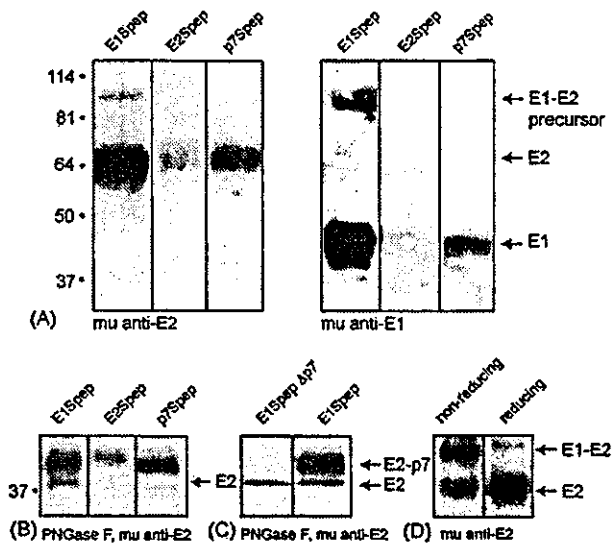 E1Spep E2Spep p7Spep
E1Spep E2Spep p7Spep
114
81
64
50
37
E1-E2
precursor
E2
E1
(A) mu anti-E2
mu anti-E1
E1Spep E2Spep p7Spep
37
E2
(B) PNGase F, mu anti-E2
E1Spep Δp7 E1Spep
E2-p7
E2
(C) PNGase F, mu anti-E2
non-reducing reducing
E1-E2
E2
(D) mu anti-E2